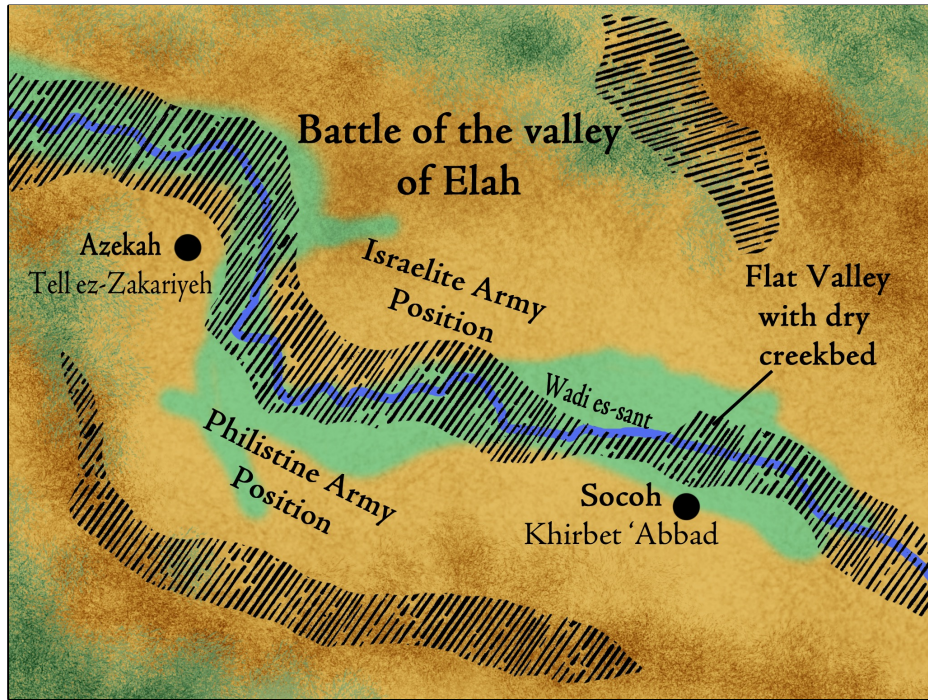 Battle of the valley
of Elah
Azekah
Tell ez-Zakariyeh
Israelite Army
Position
Flat Valley
with dry
creekbed
Wadi es-sant
Philistine Army
Position
Socoh
Khirbet ‘Abbad